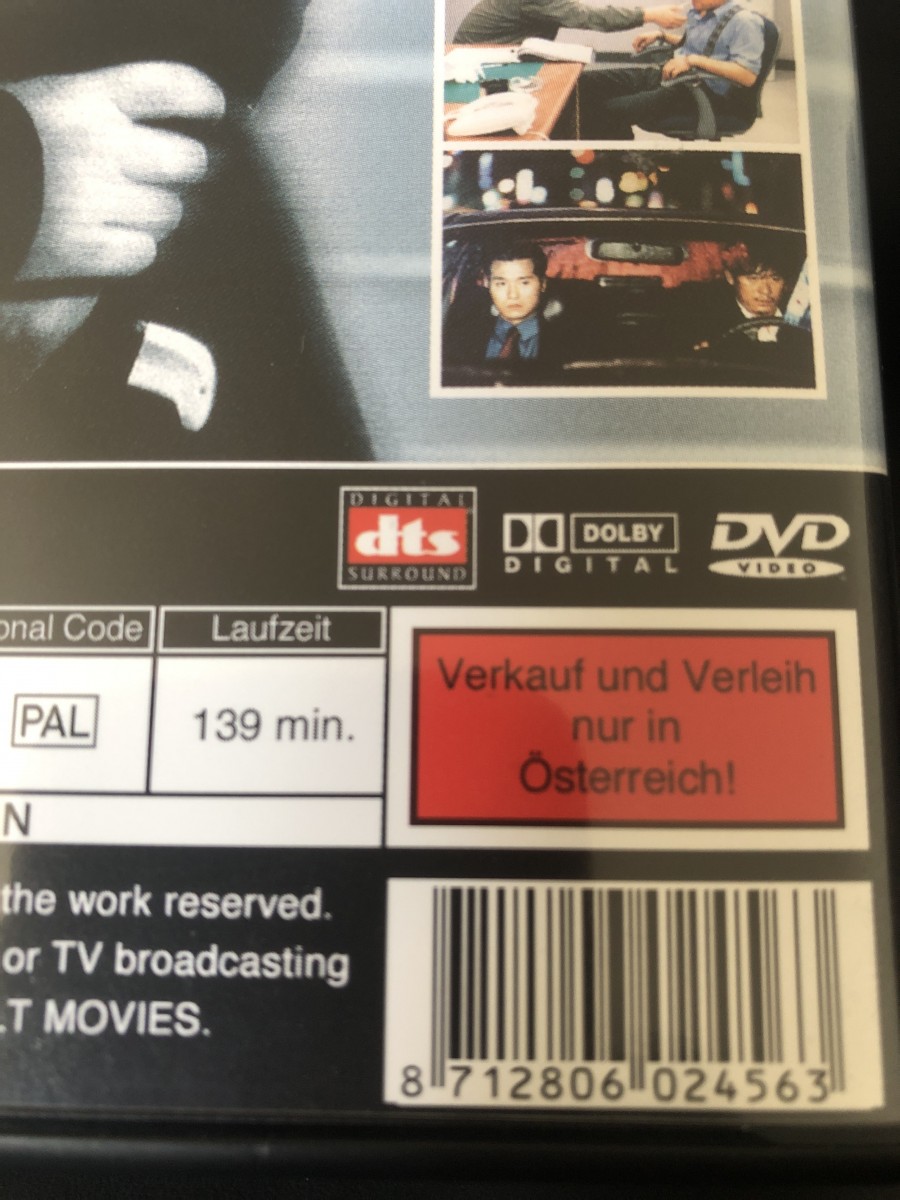 DIGITAL
dts
SURROUND
DOLBY
DIGITAL
DVD
VIDEO
onal Code
Laufzeit
PAL
139 min.
Verkauf und Verleih
nur in
Österreich!
N
the work reserved.
or TV broadcasting
.T MOVIES.
8 712806 024563